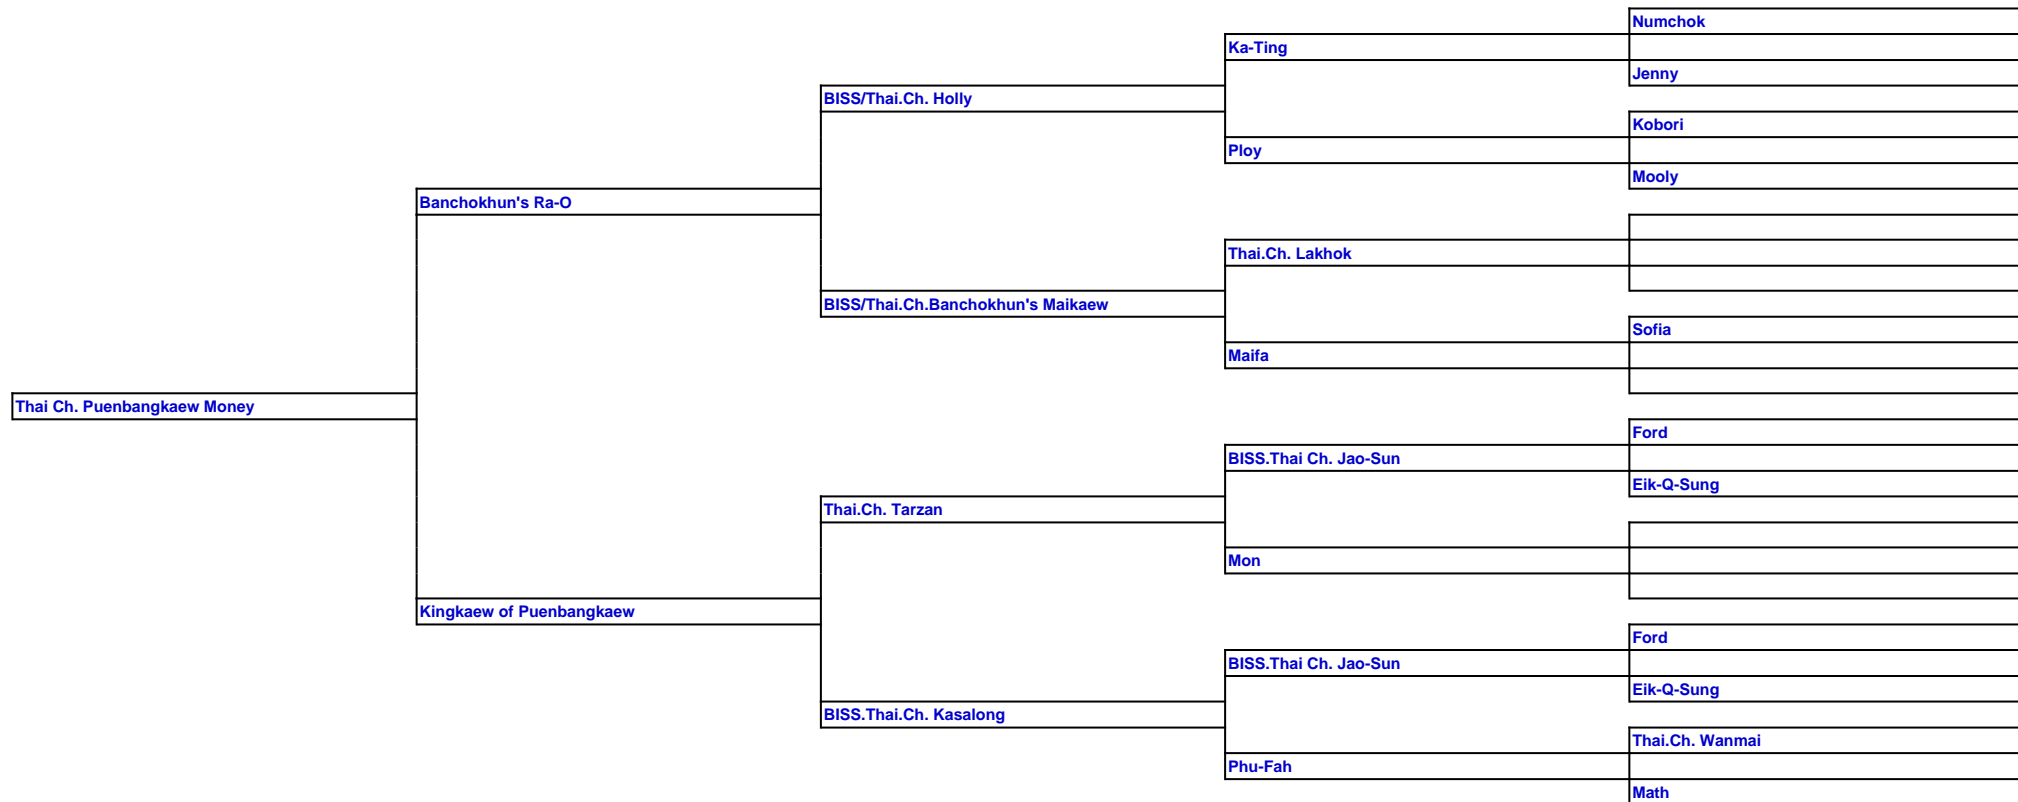 Numchok
Ka-Ting
Jenny
BISS/Thai.Ch. Holly
Kobori
Ploy
Mooly
Banchokhun's Ra-O
Thai.Ch. Lakhok
BISS/Thai.Ch.Banchokhun's Maikaew
Sofia
Maifa
Thai Ch. Puenbangkaew Money
Ford
BISS.Thai Ch. Jao-Sun
Eik-Q-Sung
Thai.Ch. Tarzan
Mon
Kingkaew of Puenbangkaew
Ford
BISS.Thai Ch. Jao-Sun
Eik-Q-Sung
BISS.Thai.Ch. Kasalong
Thai.Ch. Wanmai
Phu-Fah
Math